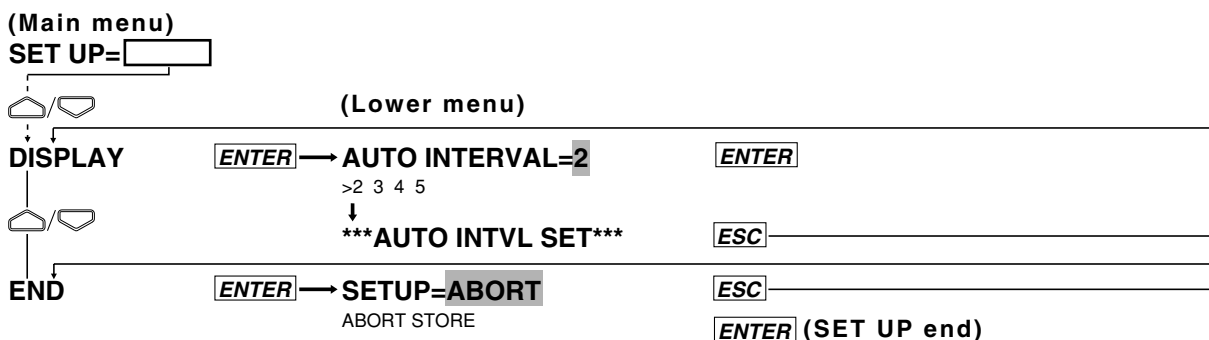 (Main menu)
SET UP=
/
(Lower menu)
DISPLAY ENTER AUTO INTERVAL=2 ENTER
>2 3 4 5
/
***AUTO INTVL SET*** ESC
END ENTER SETUP=ABORT ESC
ABORT STORE
ENTER (SET UP end)